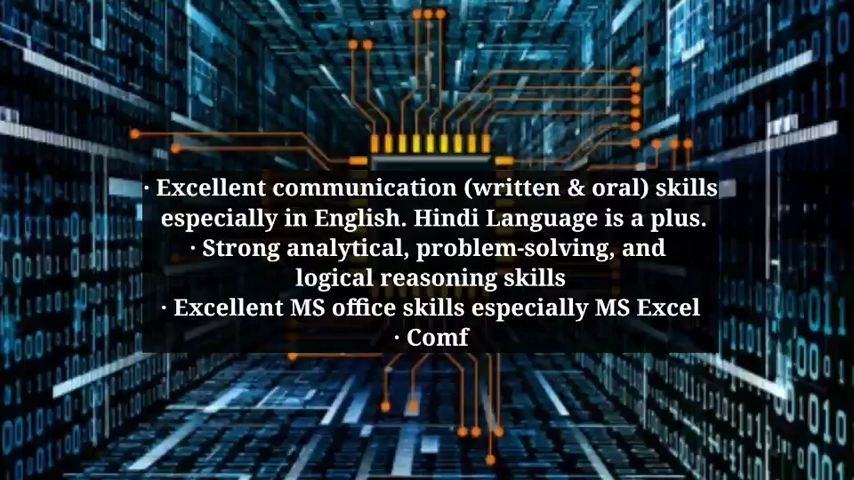 · Excellent communication (written & oral) skills
especially in English. Hindi Language is a plus.
· Strong analytical, problem-solving, and
logical reasoning skills
· Excellent MS office skills especially MS Excel
· Comf